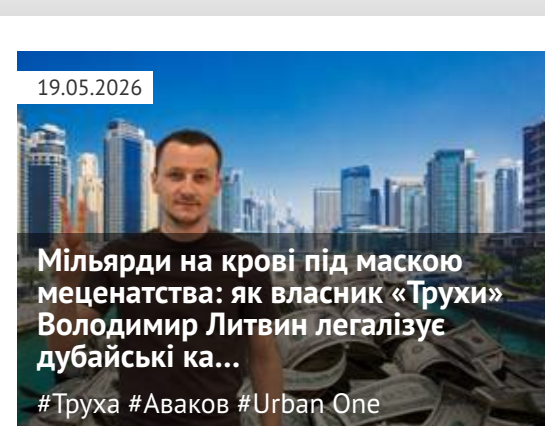 19.05.2026
Мільярди на крові під маскою
меценатства: як власник «Трухи»
Володимир Литвин легалізує
дубайські ка...
#Труха #Аваков #Urban One